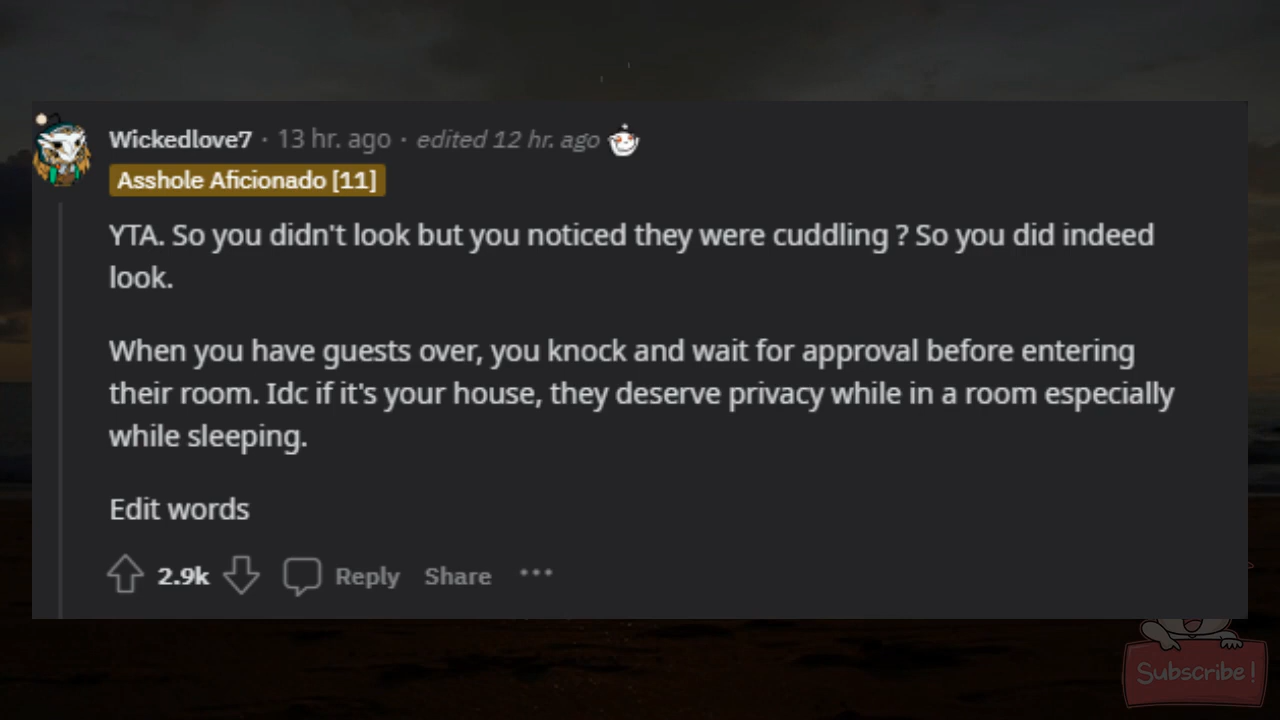 Wickedlove7 · 13 hr. ago · edited 12 hr. ago
Asshole Aficionado [11]
YTA. So you didn't look but you noticed they were cuddling ? So you did indeed
look.
When you have guests over, you knock and wait for approval before entering
their room. Idc if it's your house, they deserve privacy while in a room especially
while sleeping.
Edit words
2.9k Reply Share ···
Subscribe!